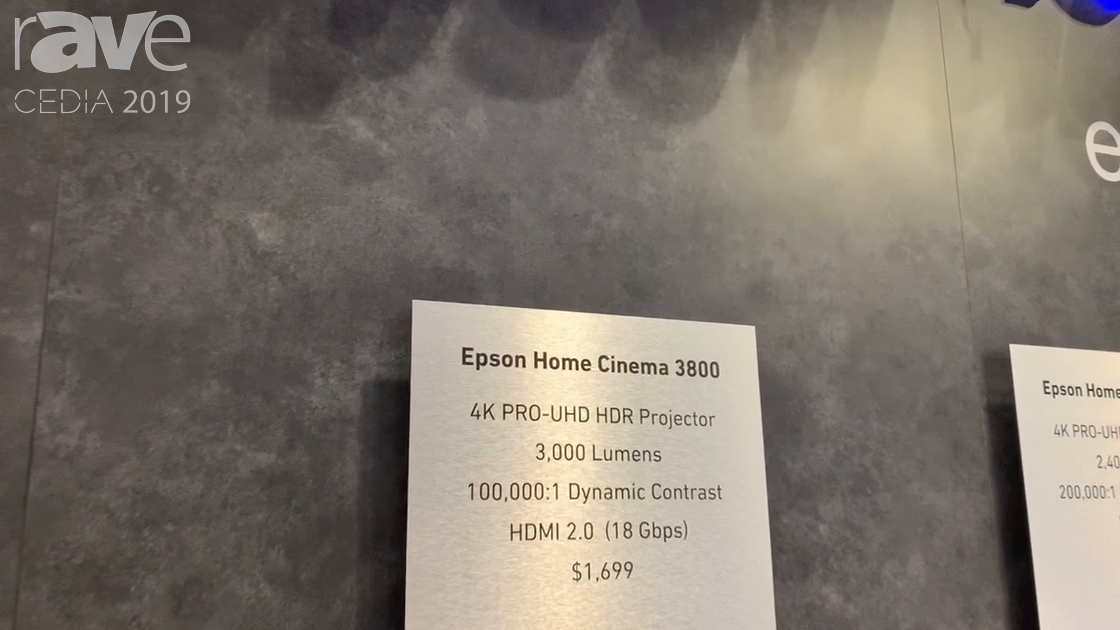 rave
CEDIA 2019
e
Epson Home Cinema 3800
4K PRO-UHD HDR Projector
3,000 Lumens
100,000:1 Dynamic Contrast
HDMI 2.0 (18 Gbps)
$1,699
Epson Home
4K PRO-UH
2,40
200,000:1